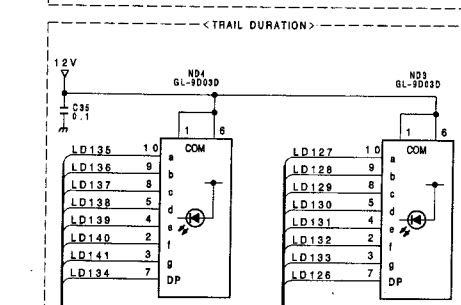 <TRAIL DURATION>
12V
ND4
GL-9D03D
ND3
GL-9D03D
C35
0.1
1 6
1 6
LD135 10 a COM
LD136 9 b
LD137 8 c
LD138 5 d
LD139 4 e
LD140 2 f
LD141 3 g
LD134 7 DP
LD127 10 a COM
LD128 9 b
LD129 8 c
LD130 5 d
LD131 4 e
LD132 2 f
LD133 3 g
LD126 7 DP